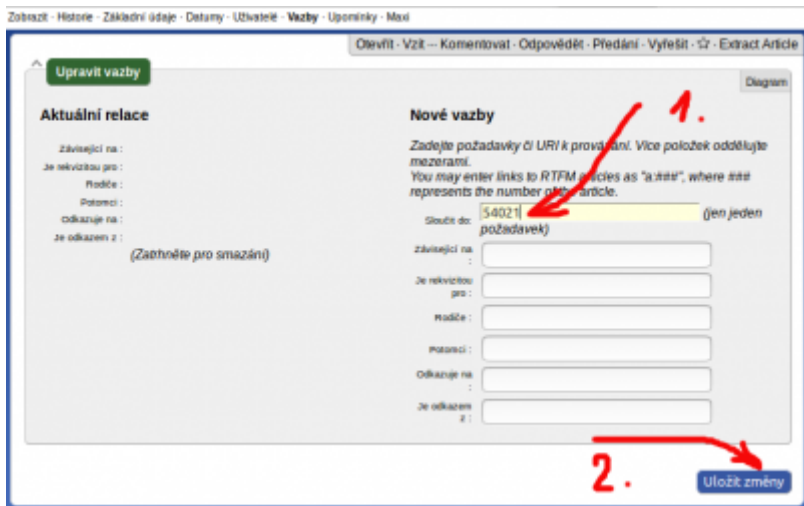 Zobrazit · Historie · Základní údaje · Datumy · Uživatelé · Vazby · Upomínky · Maxi
Otevřít · Vzít -- Komentovat · Odpovědět · Předání · Vyřešit · ☆ · Extract Article
Upravit vazby
Diagram
Aktuální relace
Závisející na :
Je rekvizitou pro :
Rodiče :
Potomci :
Odkazuje na :
Je odkazem z :
(Zatrhněte pro smazání)
Nové vazby
1.
Zadejte požadavky či URI k provázání. Více položek oddělujte
mezerami.
You may enter links to RTFM articles as "a:###", where ###
represents the number of the article.
Sloučit do: 54021 (jen jeden
požadavek)
Závisející na
:
Je rekvizitou
pro :
Rodiče :
Potomci :
Odkazuje na
:
Je odkazem
z :
2.
Uložit změny